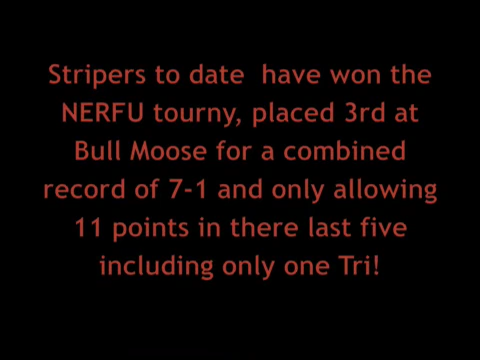 Stripers to date  have won the
NERFU tourny, placed 3rd at
Bull Moose for a combined
record of 7-1 and only allowing
11 points in there last five
including only one Tri!